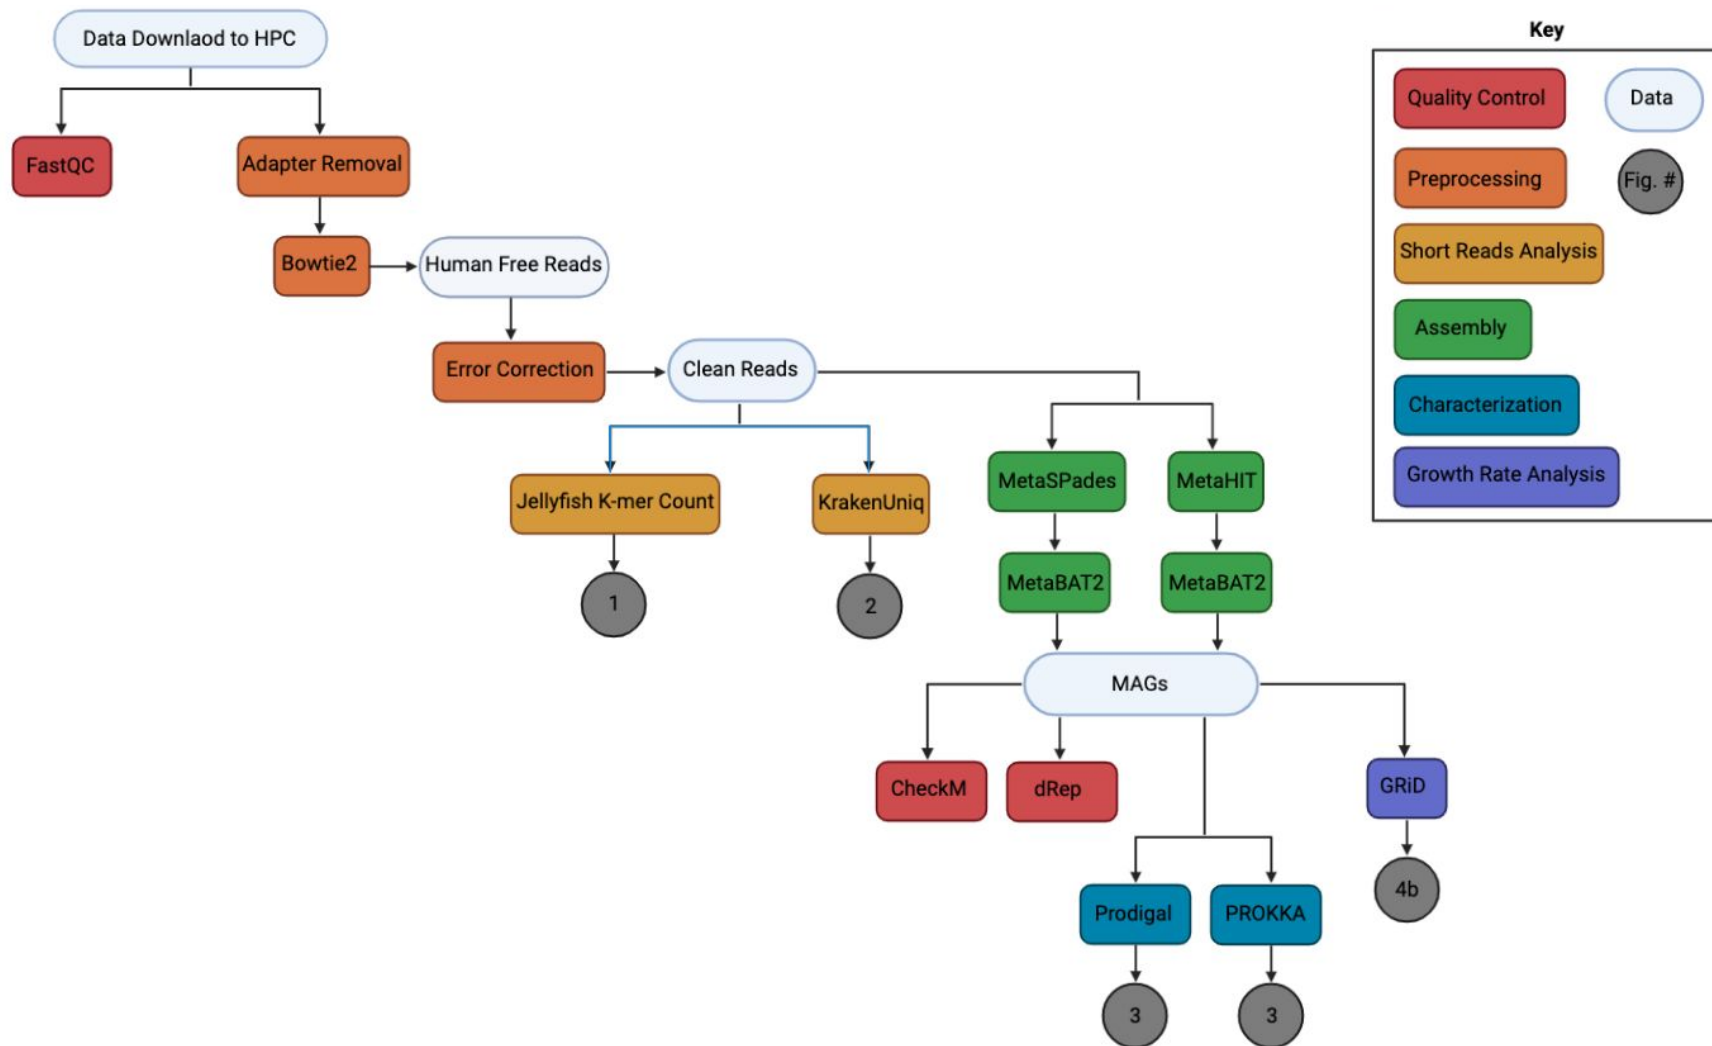 Data Downlaod to HPC
FastQC
Adapter Removal
Bowtie2
Human Free Reads
Error Correction
Clean Reads
Jellyfish K-mer Count
KrakenUniq
MetaSPades
MetaHIT
1
2
MetaBAT2
MetaBAT2
MAGs
CheckM
dRep
GRiD
4b
Prodigal
PROKKA
3
3
Key
Quality Control
Data
Preprocessing
Fig. #
Short Reads Analysis
Assembly
Characterization
Growth Rate Analysis